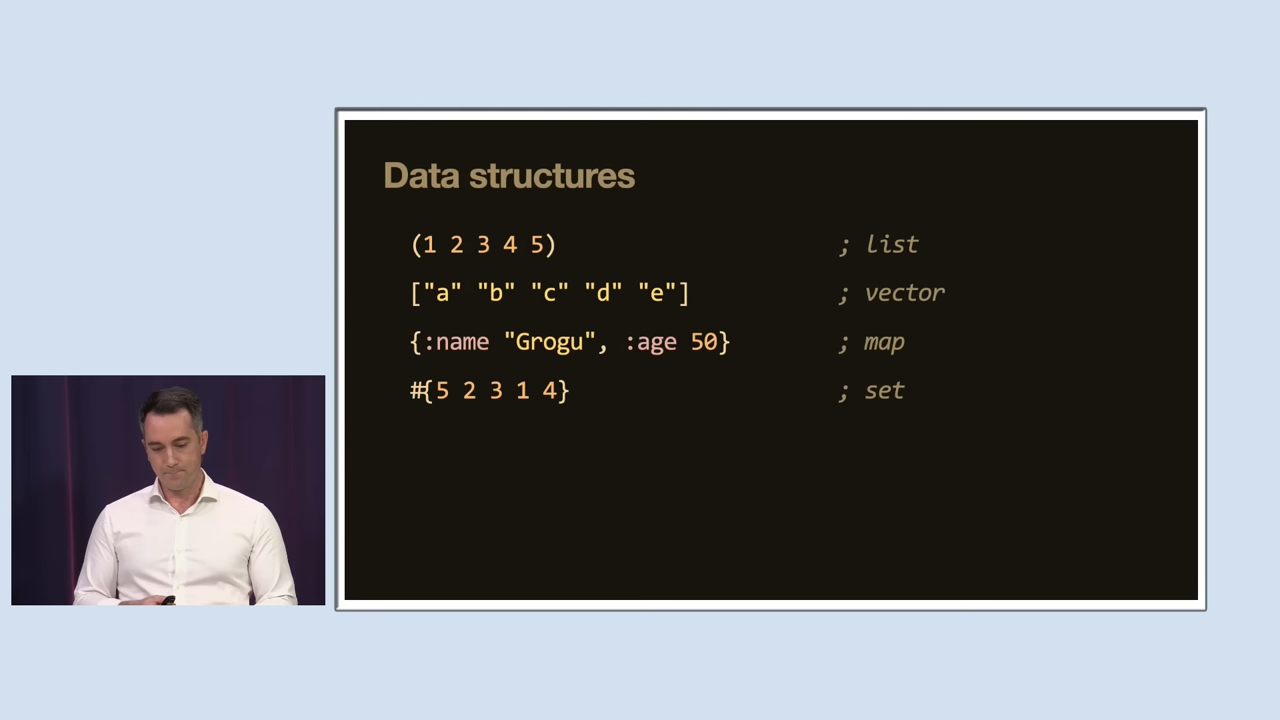 Data structures
(1 2 3 4 5) ; list
["a" "b" "c" "d" "e"] ; vector
{:name "Grogu", :age 50} ; map
#{5 2 3 1 4} ; set